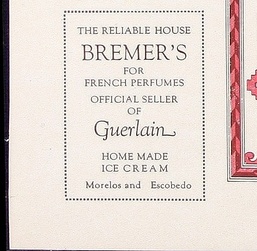 THE RELIABLE HOUSE
BREMER'S
FOR
FRENCH PERFUMES
OFFICIAL SELLER
OF
Guerlain
HOME MADE
ICE CREAM
Morelos and Escobedo